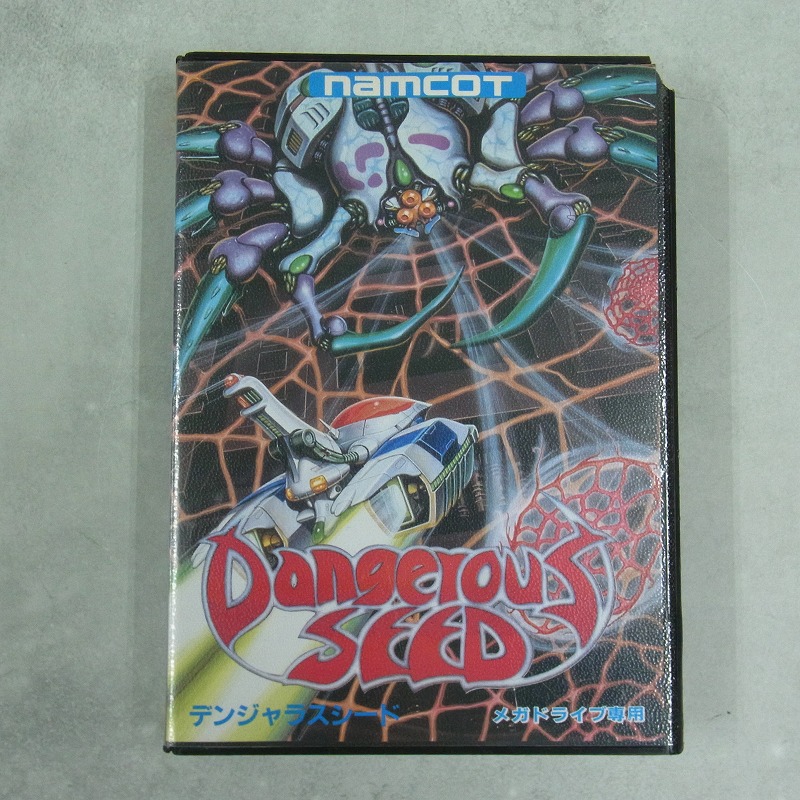 namcoT
Dangerous
SEED
デンジャラスシード
メガドライブ専用